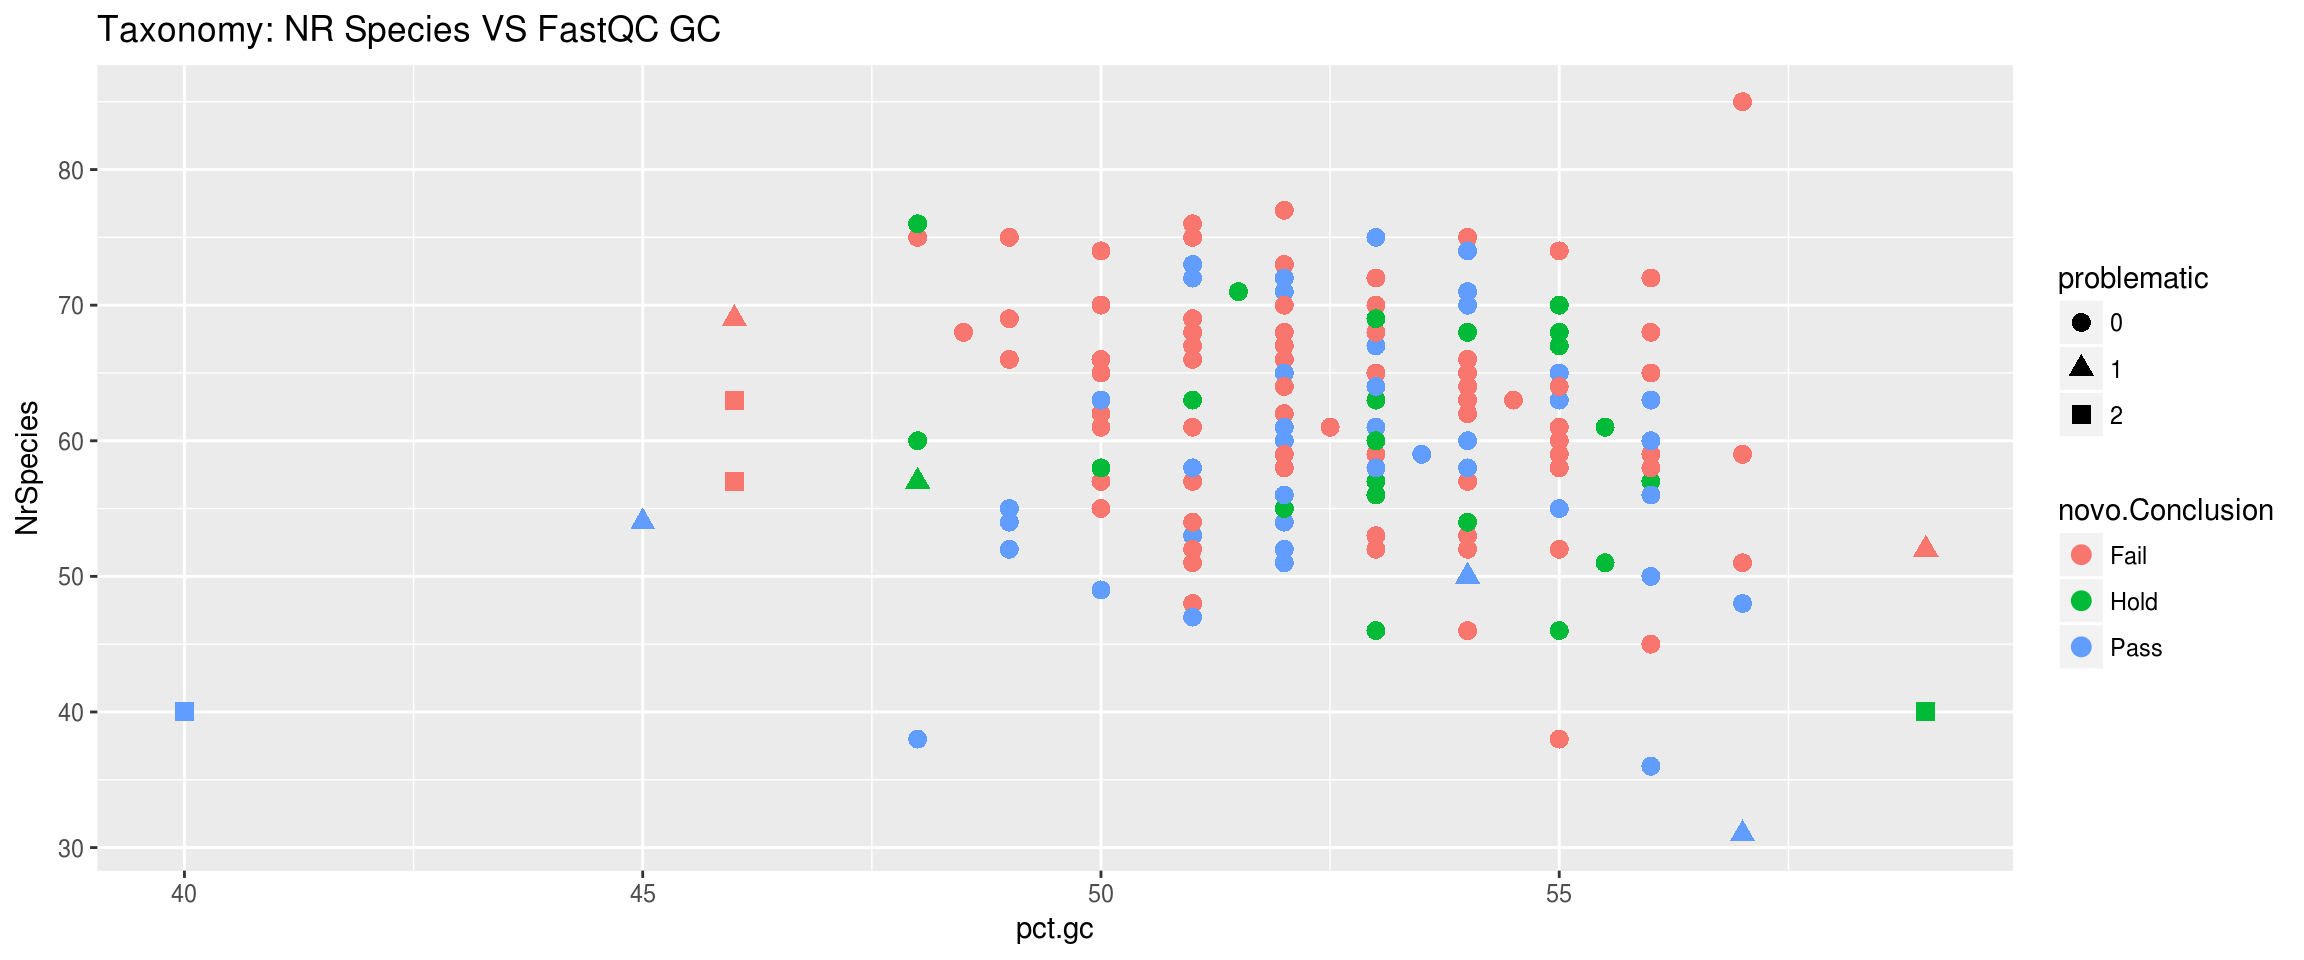 Taxonomy: NR Species VS FastQC GC
NrSpecies
80
70
60
50
40
30
40 45 50 55
pct.gc
problematic
0
1
2
novo.Conclusion
Fail
Hold
Pass